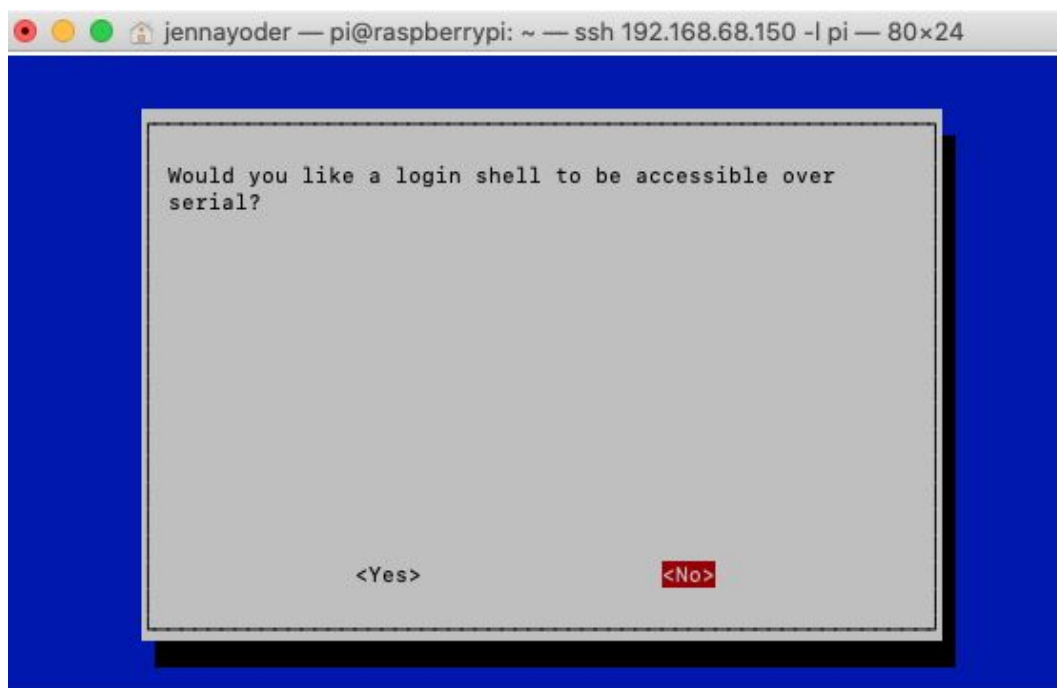 jennayoder — pi@raspberrypi: ~ — ssh 192.168.68.150 -l pi — 80×24
Would you like a login shell to be accessible over
serial?
<Yes> <No>